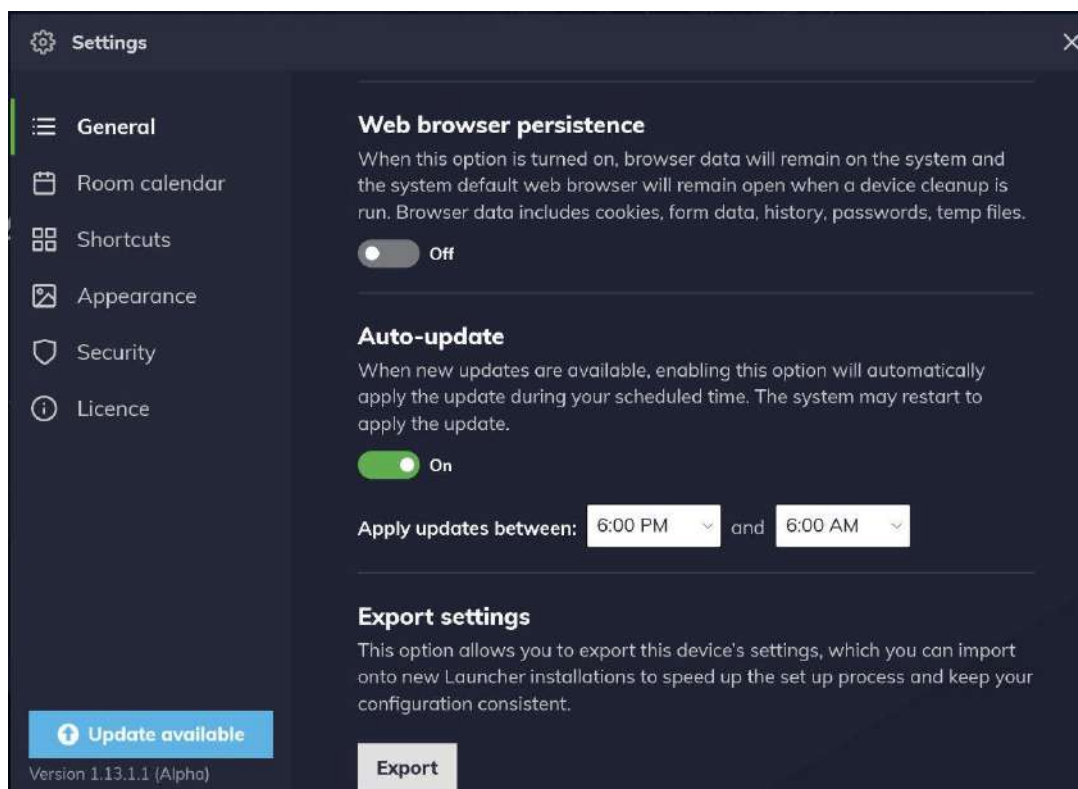 Settings
General
Room calendar
Shortcuts
Appearance
Security
Licence
Update available
Version 1.13.1.1 (Alpha)
Web browser persistence
When this option is turned on, browser data will remain on the system and
the system default web browser will remain open when a device cleanup is
run. Browser data includes cookies, form data, history, passwords, temp files.
Off
Auto-update
When new updates are available, enabling this option will automatically
apply the update during your scheduled time. The system may restart to
apply the update.
On
Apply updates between: 6:00 PM and 6:00 AM
Export settings
This option allows you to export this device's settings, which you can import
onto new Launcher installations to speed up the set up process and keep your
configuration consistent.
Export